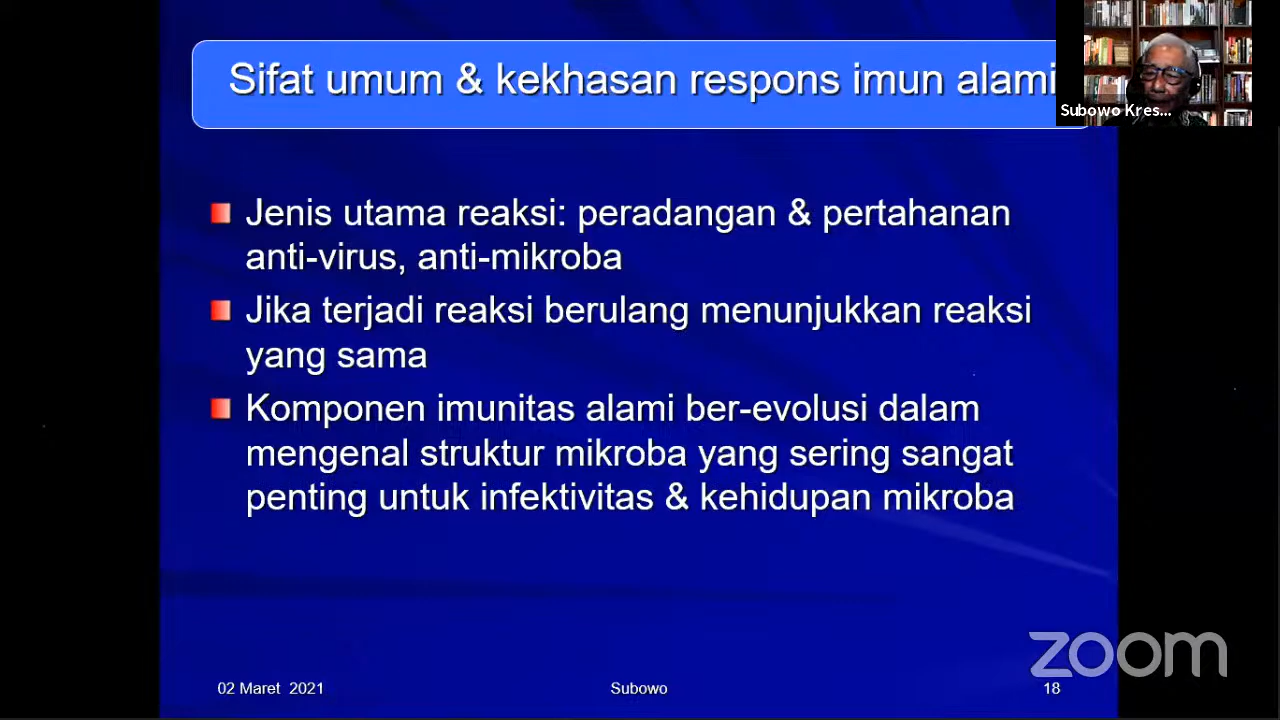 Sifat umum & kekhasan respons imun alami
Subowo Kres...
Jenis utama reaksi: peradangan & pertahanan
anti-virus, anti-mikroba
Jika terjadi reaksi berulang menunjukkan reaksi
yang sama
Komponen imunitas alami ber-evolusi dalam
mengenal struktur mikroba yang sering sangat
penting untuk infektivitas & kehidupan mikroba
zoom
02 Maret 2021
Subowo
18